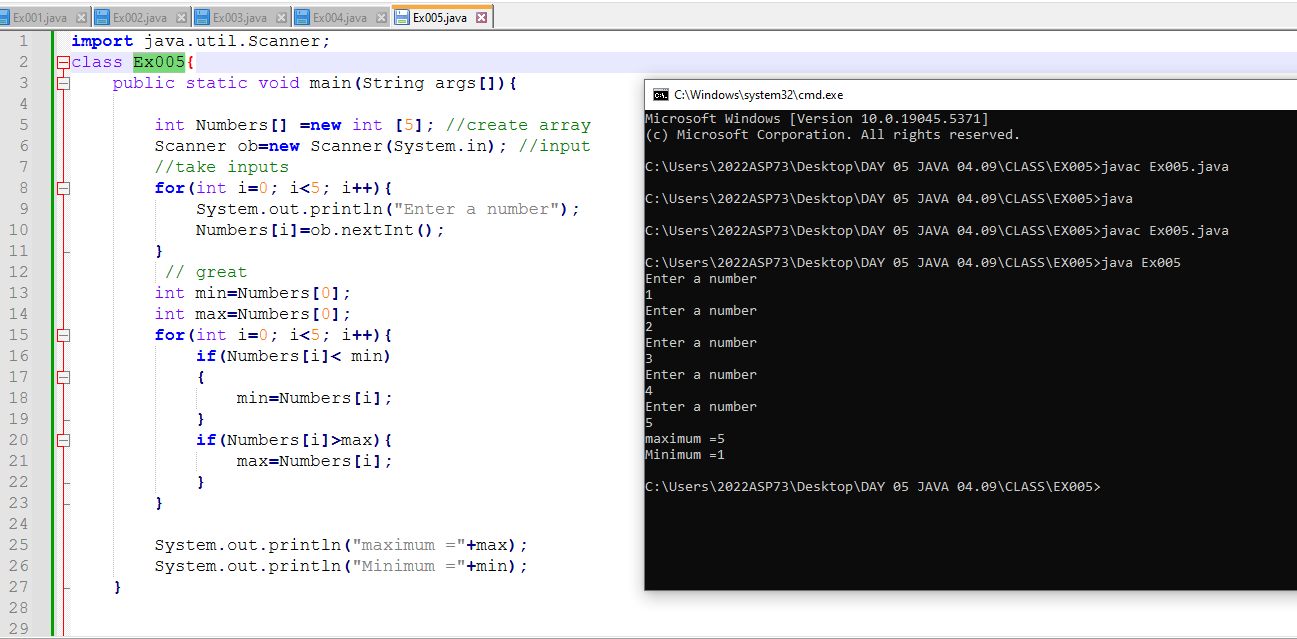 Ex001.java Ex002.java Ex003.java Ex004.java Ex005.java
1 import java.util.Scanner;
2 class Ex005{
3 public static void main(String args[]){
4
5 int Numbers[] =new int [5]; //create array
6 Scanner ob=new Scanner(System.in); //input
7 //take inputs
8 for(int i=0; i<5; i++){
9 System.out.println("Enter a number");
10 Numbers[i]=ob.nextInt();
11 }
12 // great
13 int min=Numbers[0];
14 int max=Numbers[0];
15 for(int i=0; i<5; i++){
16 if(Numbers[i]< min)
17 {
18 min=Numbers[i];
19 }
20 if(Numbers[i]>max){
21 max=Numbers[i];
22 }
23 }
24
25 System.out.println("maximum ="+max);
26 System.out.println("Minimum ="+min);
27 }
28
29
C:\Windows\system32\cmd.exe
Microsoft Windows [Version 10.0.19045.5371]
(c) Microsoft Corporation. All rights reserved.
C:\Users\2022ASP73\Desktop\DAY 05 JAVA 04.09\CLASS\EX005>javac Ex005.java
C:\Users\2022ASP73\Desktop\DAY 05 JAVA 04.09\CLASS\EX005>java
C:\Users\2022ASP73\Desktop\DAY 05 JAVA 04.09\CLASS\EX005>javac Ex005.java
C:\Users\2022ASP73\Desktop\DAY 05 JAVA 04.09\CLASS\EX005>java Ex005
Enter a number
1
Enter a number
2
Enter a number
3
Enter a number
4
Enter a number
5
maximum =5
Minimum =1
C:\Users\2022ASP73\Desktop\DAY 05 JAVA 04.09\CLASS\EX005>